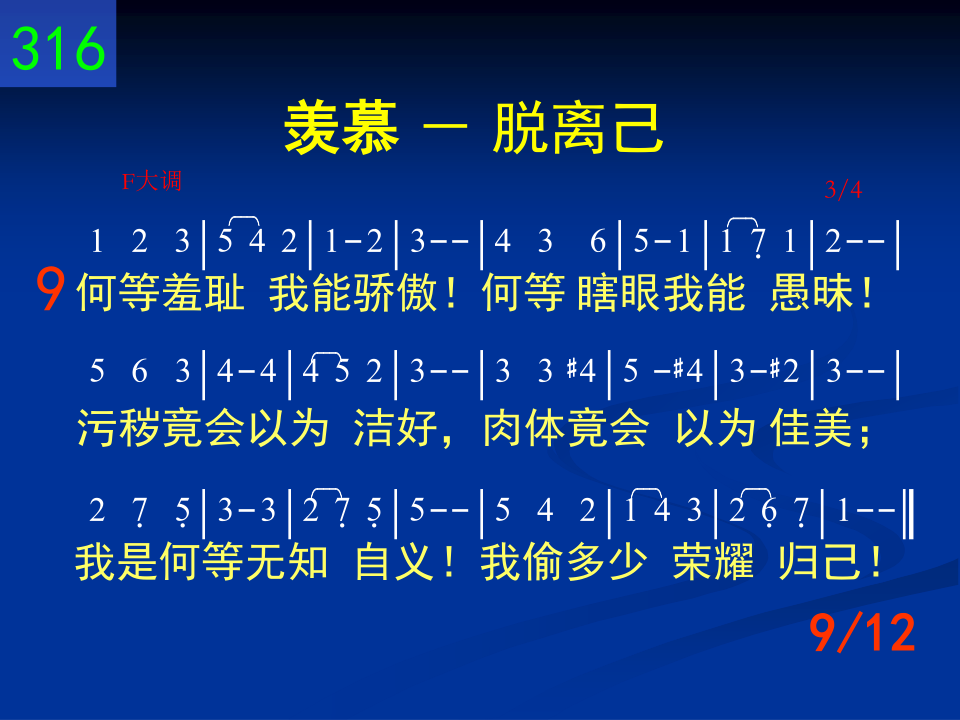 316
羡慕 － 脱离己
F大调 3/4
1 2 3|5 4 2|1-2|3--|4 3 6|5-1|1 7̣ 1|2--|
9 何等羞耻 我能骄傲！何等 瞎眼我能 愚昧！
5 6 3|4-4|4 5 2|3--|3 3 #4|5 -#4|3-#2|3--|
污秽竟会以为 洁好，肉体竟会 以为 佳美；
2 7̣ 5̣|3-3|2 7̣ 5̣|5--|5 4 2|1 4 3|2 6̣ 7̣|1--‖
我是何等无知 自义！我偷多少 荣耀 归己！
9/12